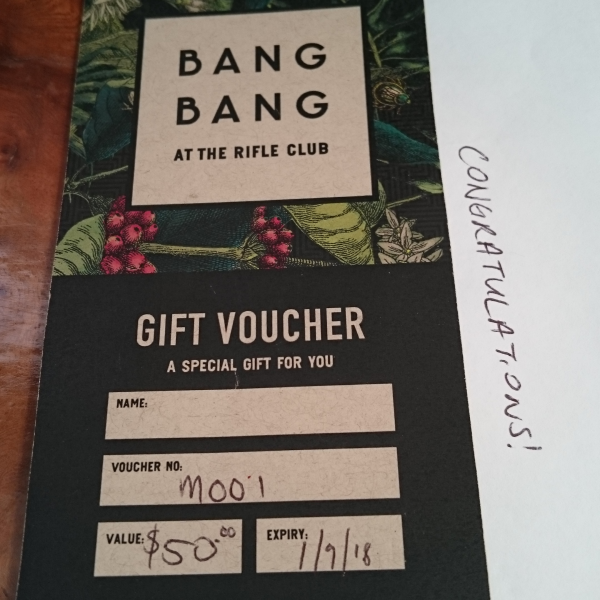 BANG
BANG
AT THE RIFLE CLUB
CONGRATULATIONS!
GIFT VOUCHER
A SPECIAL GIFT FOR YOU
NAME:
VOUCHER NO: M001
VALUE: $50.00 EXPIRY: 1/9/18